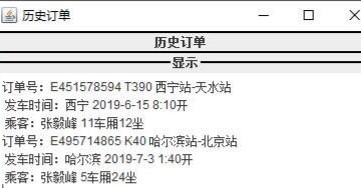 历史订单
历史订单
显示
订单号：E451578594 T390 西宁站-天水站
发车时间：西宁 2019-6-15 8:10开
乘客：张毅峰 11车厢12坐
订单号：E495714865 K40 哈尔滨站-北京站
发车时间：哈尔滨 2019-7-3 1:40开
乘客：张毅峰 5车厢24坐